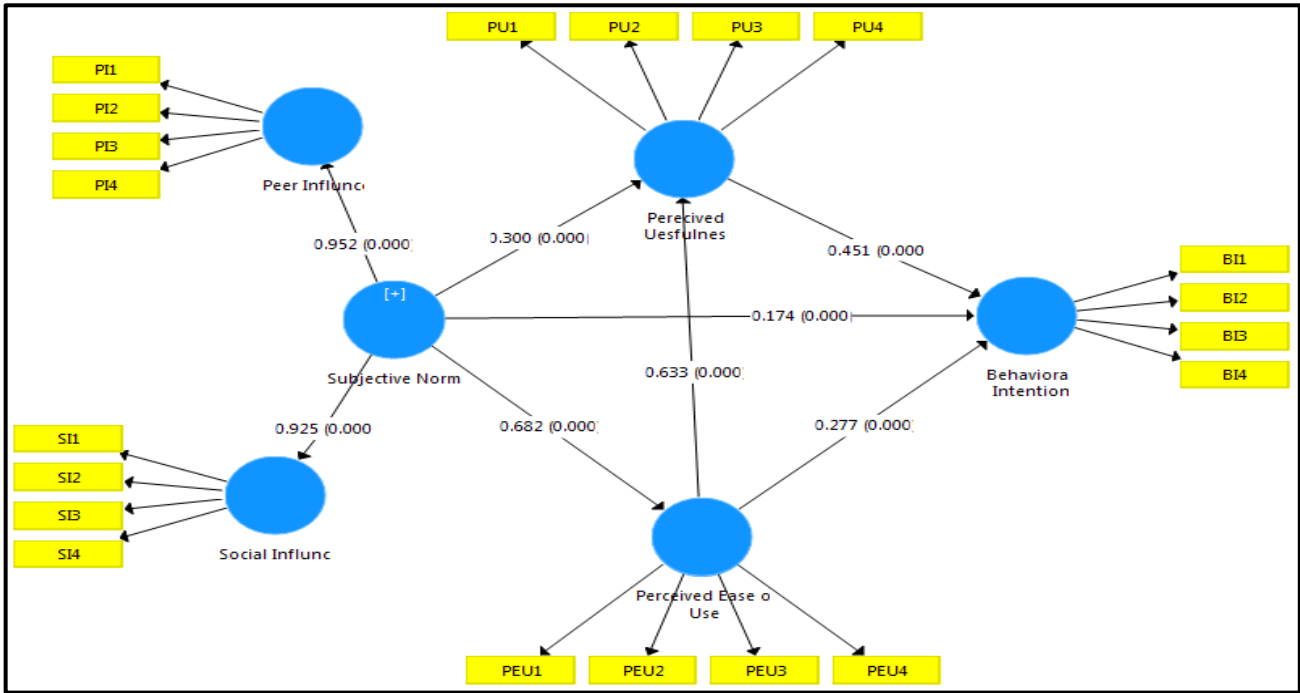 PU1
PU2
PU3
PU4
PI1
PI2
PI3
PI4
Peer Influnc
Perecived
Uesfulnes
0.952 (0.000)
0.300 (0.000)
0.451 (0.000
[+]
Subjective Norm
0.174 (0.000)
BI1
BI2
BI3
BI4
Behaviora
Intention
0.633 (0.000)
0.925 (0.000
0.682 (0.000)
0.277 (0.000)
SI1
SI2
SI3
SI4
Social Influnc
Perceived Ease o
Use
PEU1
PEU2
PEU3
PEU4